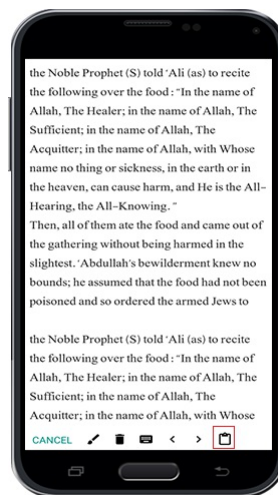 the Noble Prophet (S) told ‘Ali (as) to recite
the following over the food : “In the name of
Allah, The Healer; in the name of Allah, The
Sufficient; in the name of Allah, The
Acquitter; in the name of Allah, with Whose
name no thing or sickness, in the earth or in
the heaven, can cause harm, and He is the All–
Hearing, the All–Knowing. ”
Then, all of them ate the food and came out of
the gathering without being harmed in the
slightest. ‘Abdullah’s bewilderment knew no
bounds; he assumed that the food had not been
poisoned and so ordered the armed Jews to
the Noble Prophet (S) told ‘Ali (as) to recite
the following over the food : “In the name of
Allah, The Healer; in the name of Allah, The
Sufficient; in the name of Allah, The
Acquitter; in the name of Allah, with Whose
CANCEL